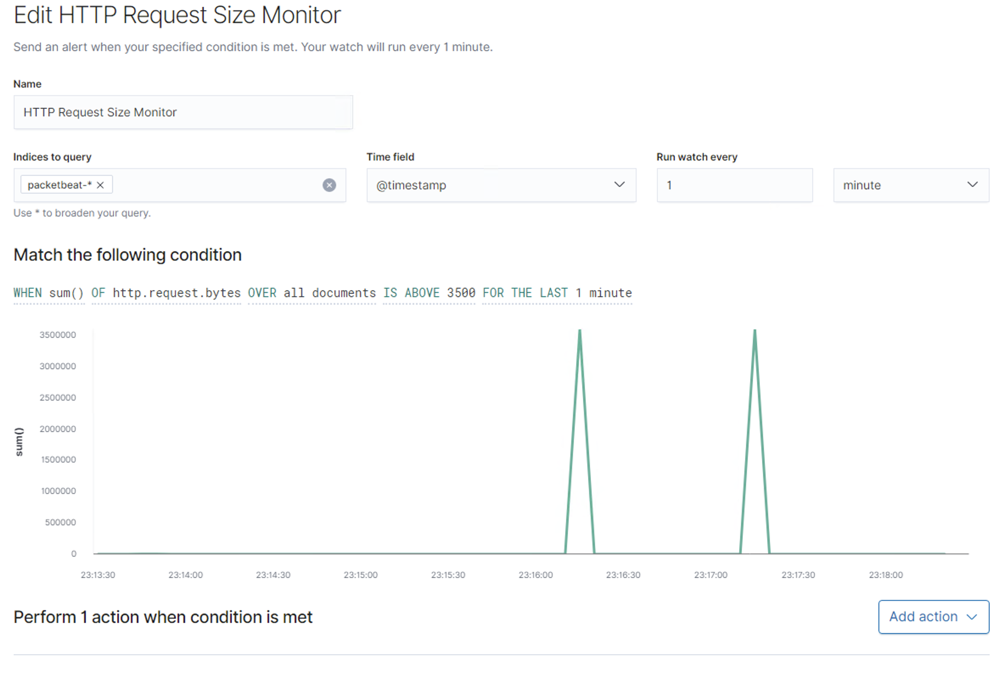 Edit HTTP Request Size Monitor
Send an alert when your specified condition is met. Your watch will run every 1 minute.
Name
HTTP Request Size Monitor
Indices to query
Time field
Run watch every
packetbeat-*
@timestamp
1
minute
Use * to broaden your query.
Match the following condition
WHEN sum() OF http.request.bytes OVER all documents IS ABOVE 3500 FOR THE LAST 1 minute
3500000
3000000
2500000
2000000
1500000
1000000
500000
0
sum()
23:13:30 23:14:00 23:14:30 23:15:00 23:15:30 23:16:00 23:16:30 23:17:00 23:17:30 23:18:00
Perform 1 action when condition is met
Add action